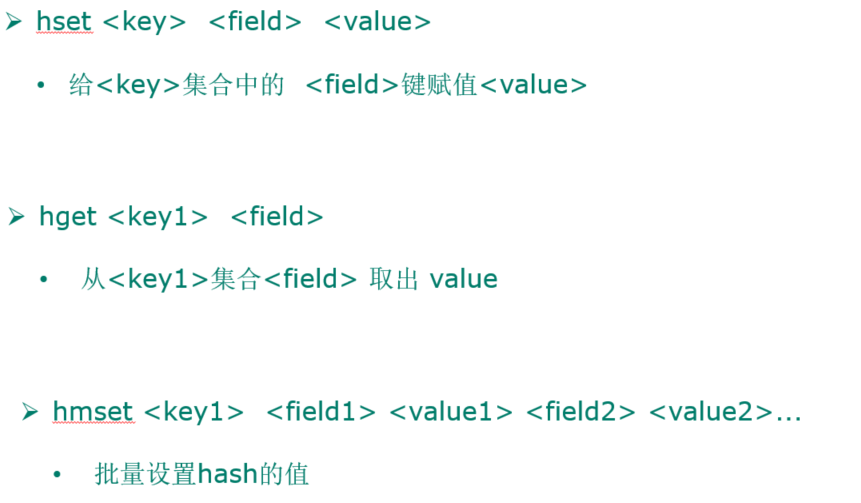 ➢ hset <key> <field> <value>
• 给<key>集合中的 <field>键赋值<value>
➢ hget <key1> <field>
• 从<key1>集合<field> 取出 value
➢ hmset <key1> <field1> <value1> <field2> <value2>...
• 批量设置hash的值